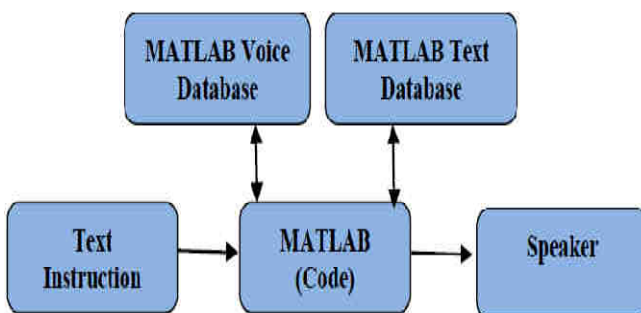 MATLAB Voice
Database
MATLAB Text
Database
Text
Instruction
MATLAB
(Code)
Speaker